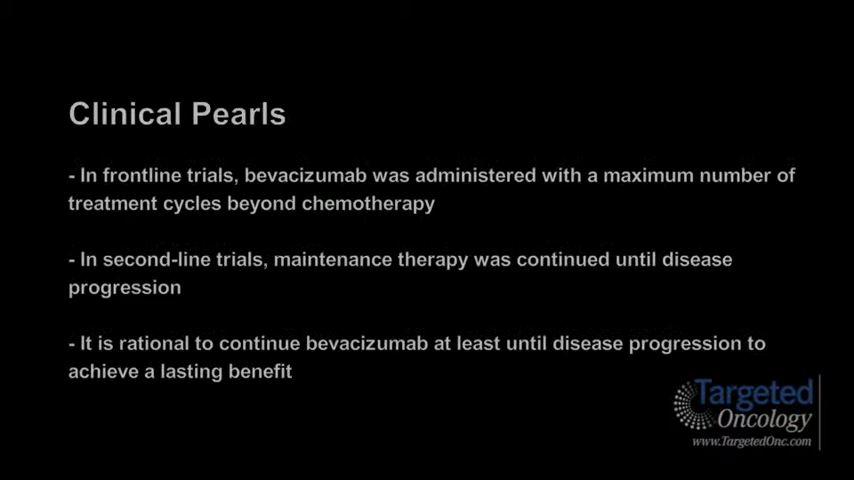 Clinical Pearls
- In frontline trials, bevacizumab was administered with a maximum number of
treatment cycles beyond chemotherapy
- In second-line trials, maintenance therapy was continued until disease
progression
- It is rational to continue bevacizumab at least until disease progression to
achieve a lasting benefit
Targeted
Oncology
www.TargetedOnc.com